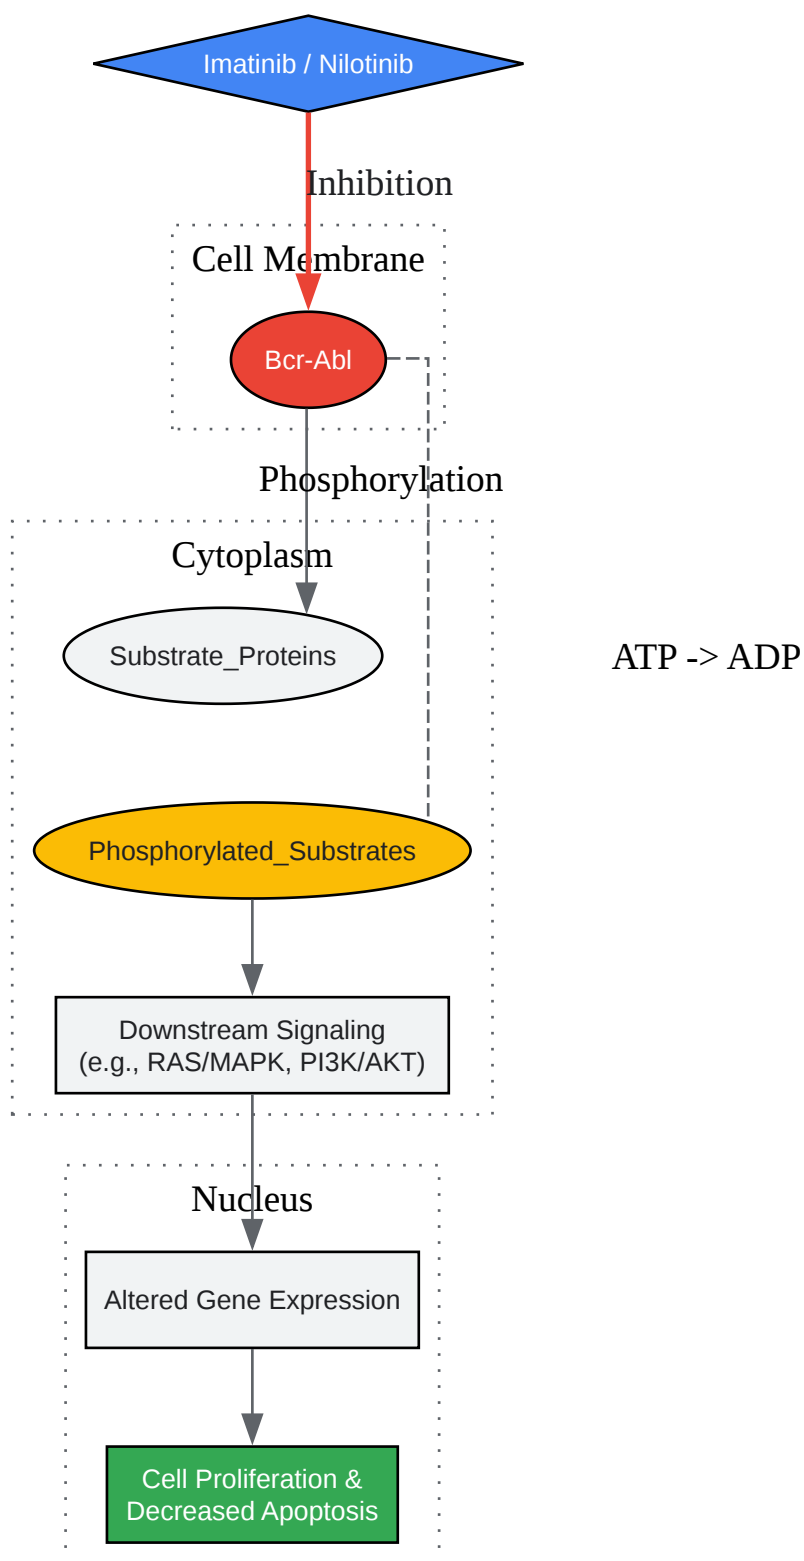 Imatinib / Nilotinib
Inhibition
Cell Membrane
Bcr-Abl
Phosphorylation
Cytoplasm
Substrate_Proteins
ATP -> ADP
Phosphorylated_Substrates
Downstream Signaling
(e.g., RAS/MAPK, PI3K/AKT)
Nucleus
Altered Gene Expression
Cell Proliferation &
Decreased Apoptosis